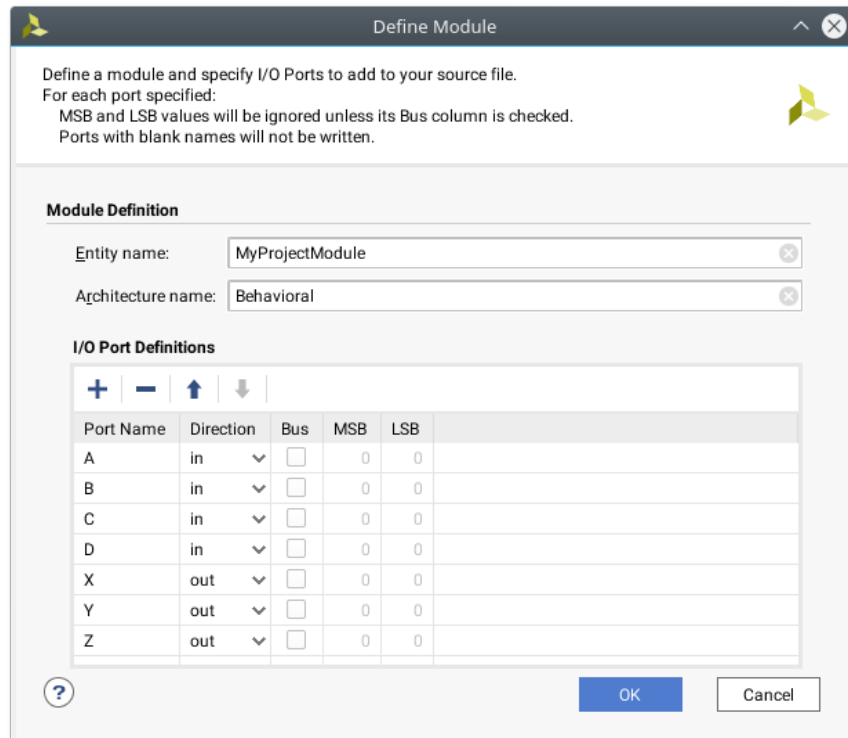 Define Module
Define a module and specify I/O Ports to add to your source file.
For each port specified:
MSB and LSB values will be ignored unless its Bus column is checked.
Ports with blank names will not be written.
Module Definition
Entity name: MyProjectModule
Architecture name: Behavioral
I/O Port Definitions
Port Name Direction Bus MSB LSB
A in 0 0
B in 0 0
C in 0 0
D in 0 0
X out 0 0
Y out 0 0
Z out 0 0
? OK Cancel